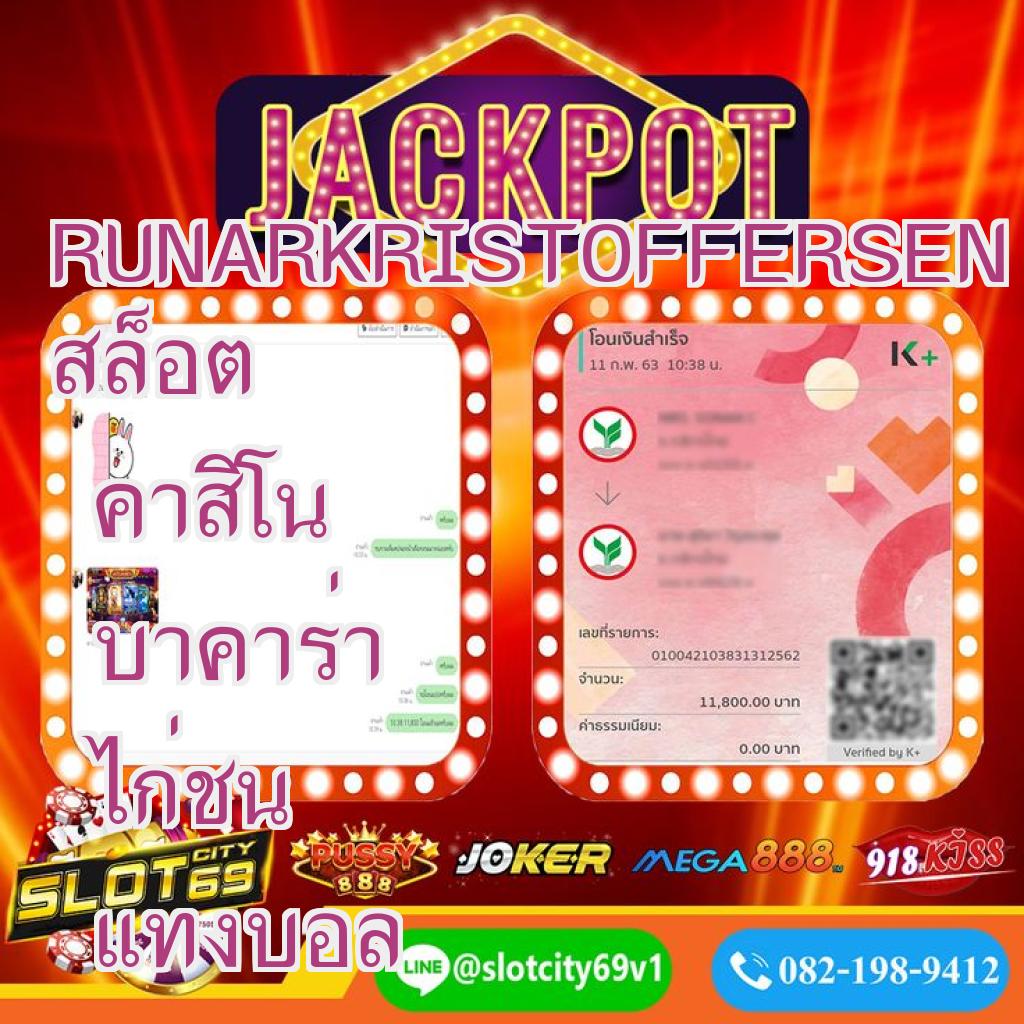 JACKPOT
RUNARKRISTOFFERSEN
สล็อต
คาสิโน
บาคาร่า
ไก่ชน
แทงบอล
โอนเงินสำเร็จ
11 ก.พ. 63 10:38 น.
K+
เลขที่รายการ:
010042103831312562
จำนวน:
11,800.00 บาท
ค่าธรรมเนียม:
0.00 บาท
Verified by K+
SLOT CITY 69
PUSSY 888
JOKER
MEGA888
918KISS
LINE @slotcity69v1
082-198-9412